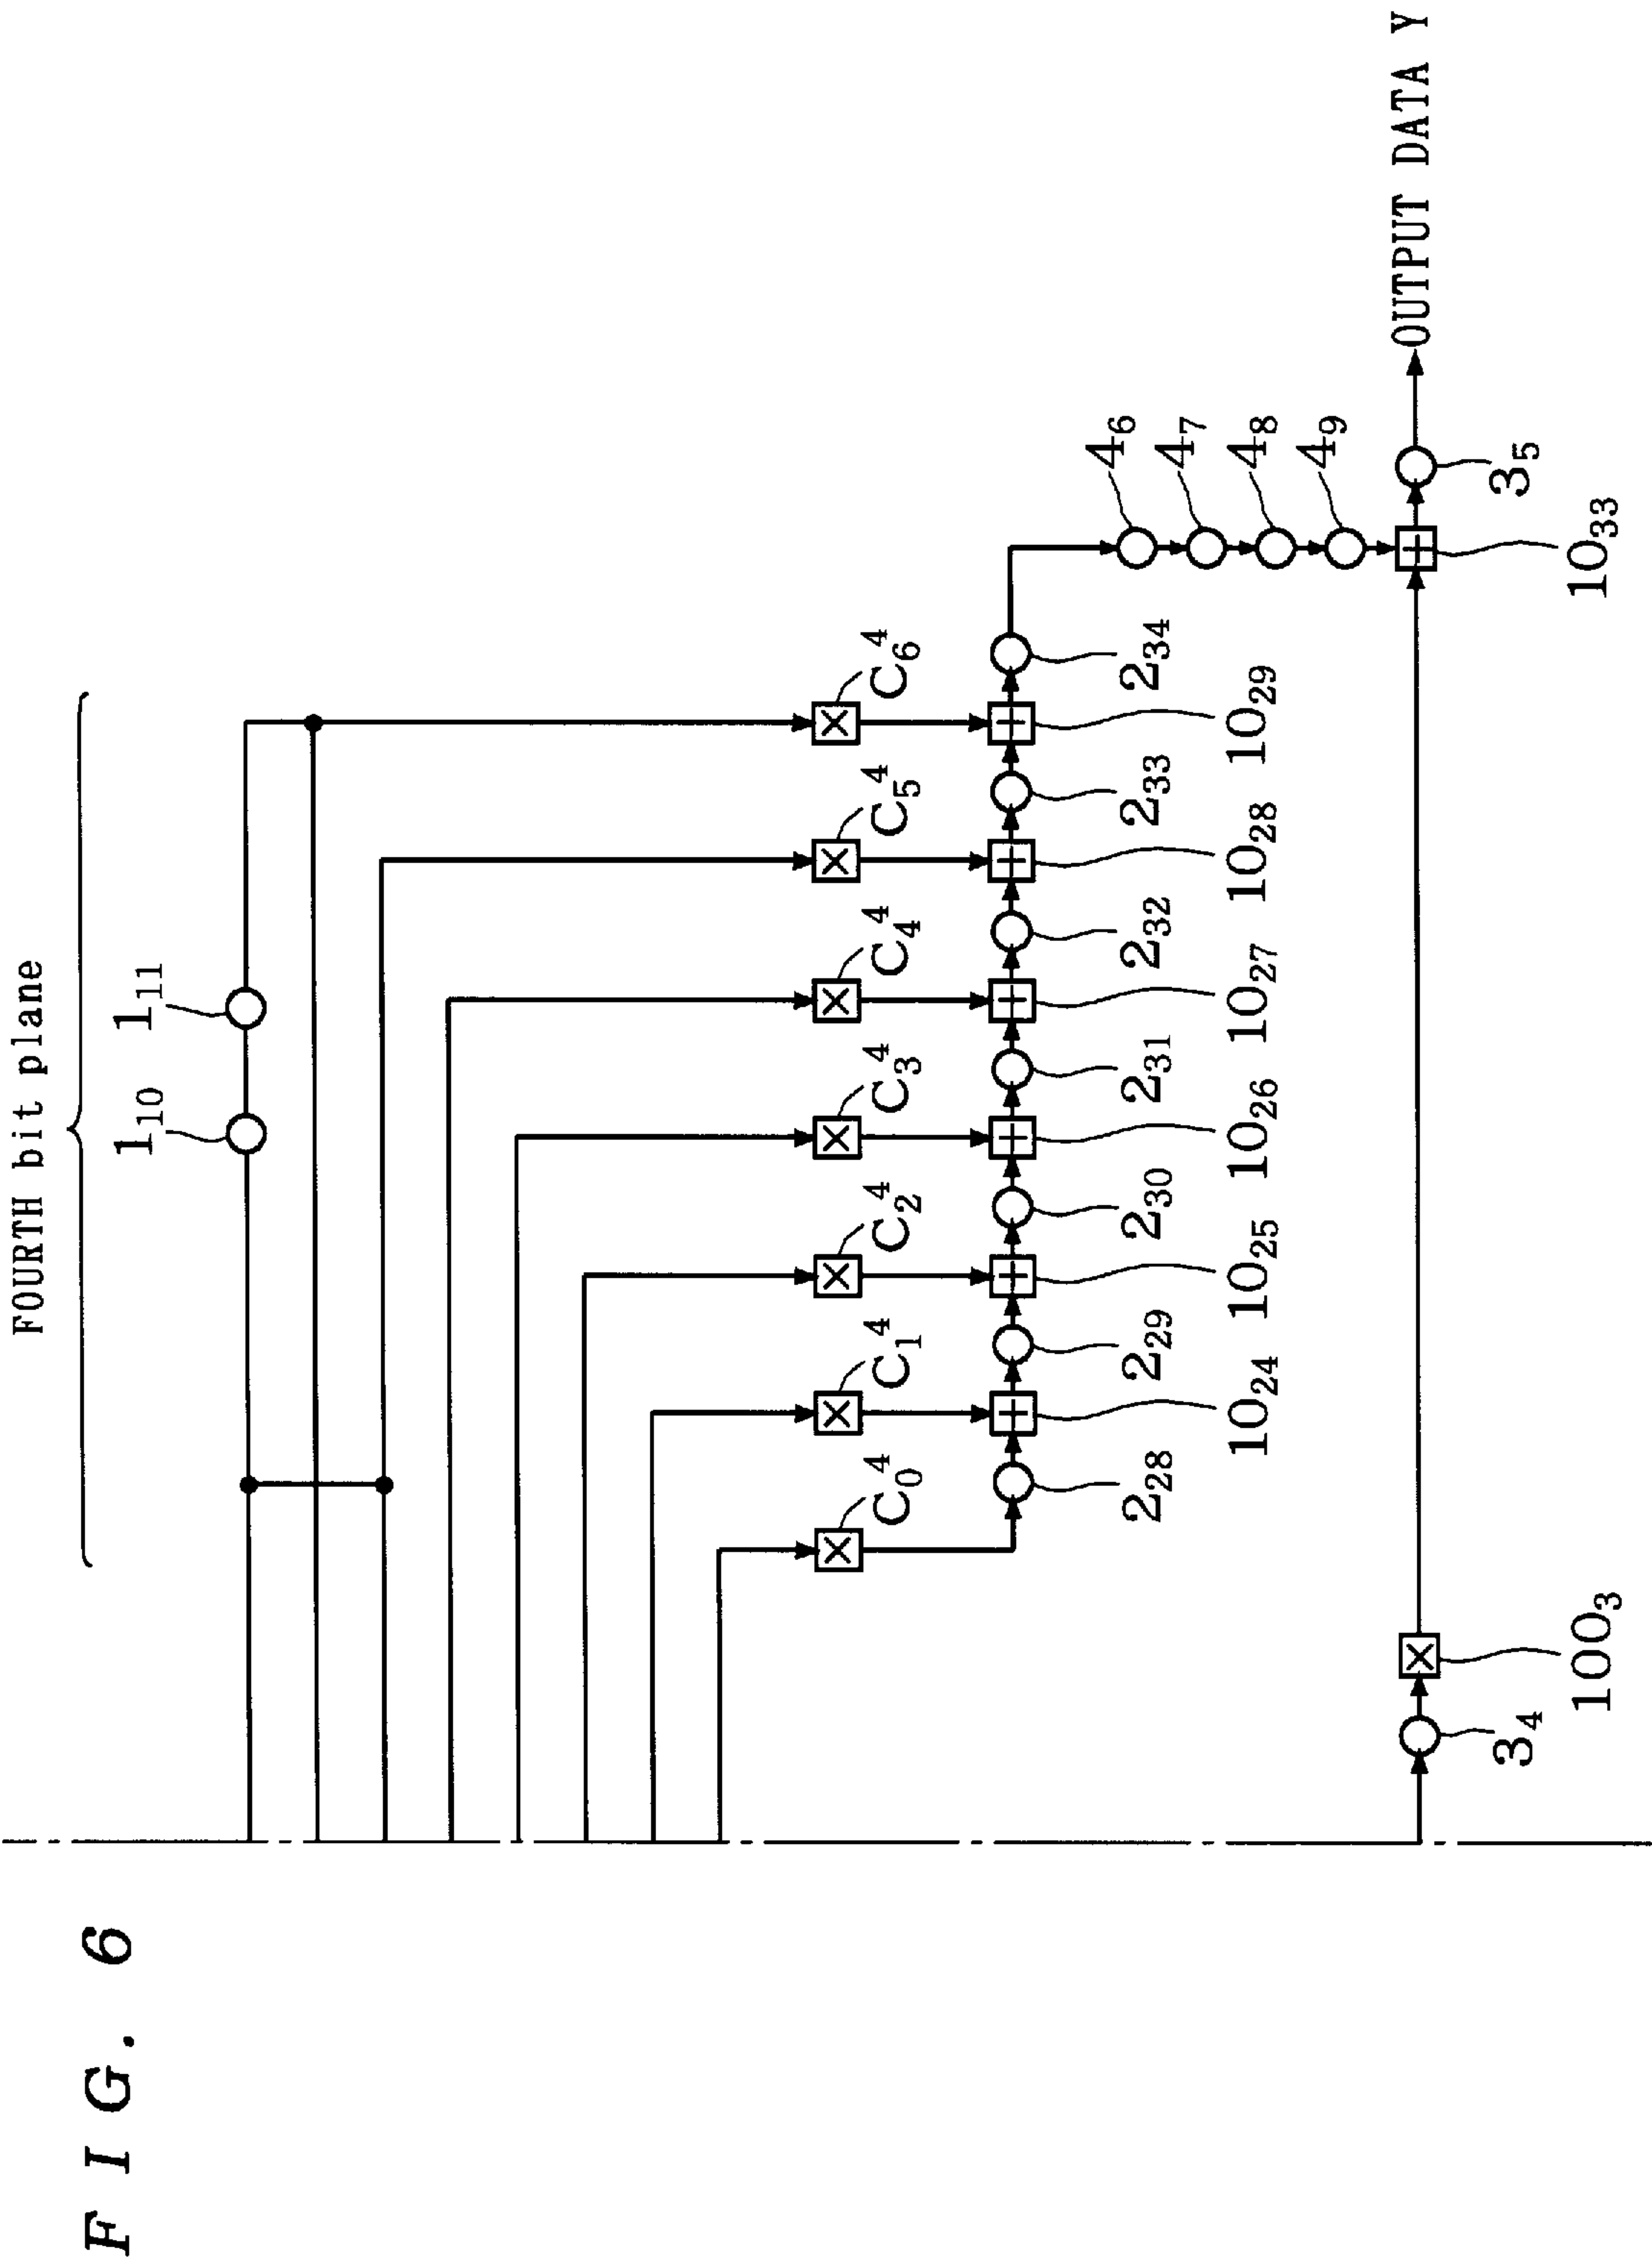 FIG. 6
FOURTH bit plane
1₁₀
1₁₁
C₀⁴
C₁⁴
C₂⁴
C₃⁴
C₄⁴
C₅⁴
C₆⁴
2₂₈
2₂₉
2₃₀
2₃₁
2₃₂
2₃₃
2₃₄
10₂₄
10₂₅
10₂₆
10₂₇
10₂₈
10₂₉
4₆
4₇
4₈
4₉
3₄
100₃
10₃₃
3₅
OUTPUT DATA Y